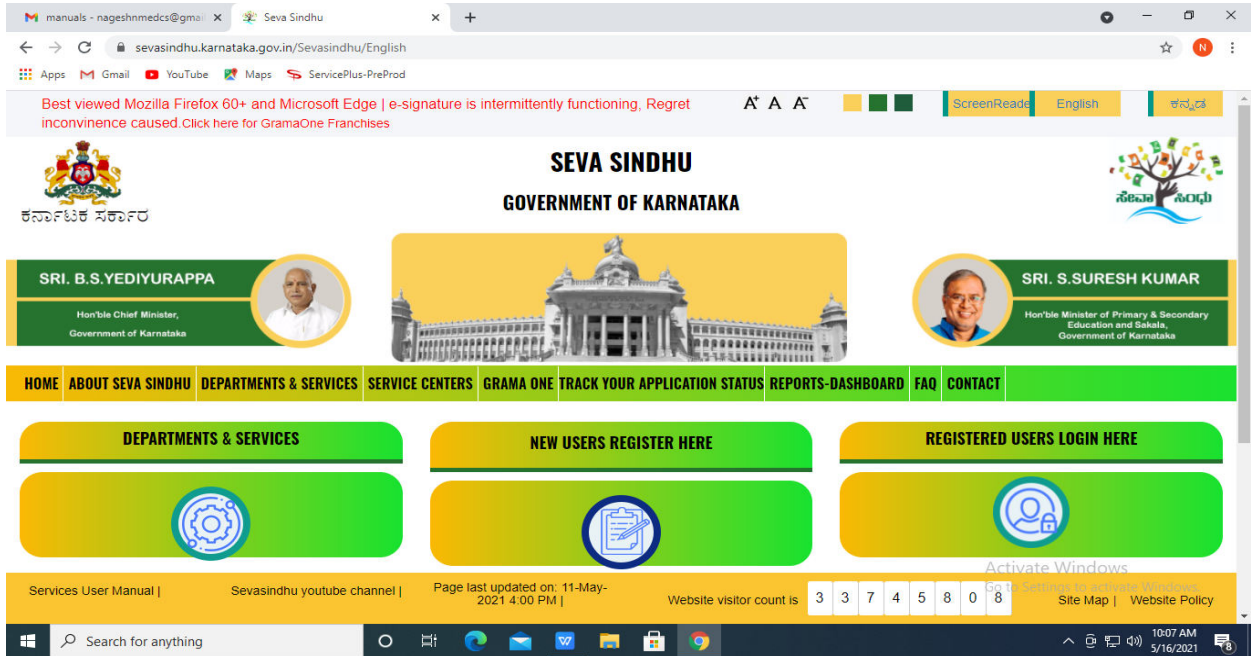 manuals - nageshnmedcs@gmai
Seva Sindhu
sevasindhu.karnataka.gov.in/Sevasindhu/English
N
Apps Gmail YouTube Maps ServicePlus-PreProd
Best viewed Mozilla Firefox 60+ and Microsoft Edge | e-signature is intermittently functioning, Regret
inconvinence caused.Click here for GramaOne Franchises
A+ A A-
ScreenReade
English
ಕನ್ನಡ
ಕರ್ನಾಟಕ ಸರ್ಕಾರ
SEVA SINDHU
GOVERNMENT OF KARNATAKA
ಸೇವಾ ಸಿಂಧು
SRI. B.S.YEDIYURAPPA
Hon'ble Chief Minister,
Government of Karnataka
SRI. S.SURESH KUMAR
Hon'ble Minister of Primary & Secondary
Education and Sakala,
Government of Karnataka
HOME ABOUT SEVA SINDHU DEPARTMENTS & SERVICES SERVICE CENTERS GRAMA ONE TRACK YOUR APPLICATION STATUS REPORTS-DASHBOARD FAQ CONTACT
DEPARTMENTS & SERVICES
NEW USERS REGISTER HERE
REGISTERED USERS LOGIN HERE
Activate Windows
Go to Settings to activate Windows.
Services User Manual |
Sevasindhu youtube channel |
Page last updated on: 11-May-
2021 4:00 PM |
Website visitor count is 3 3 7 4 5 8 0 8
Site Map | Website Policy
Search for anything
10:07 AM
5/16/2021
8